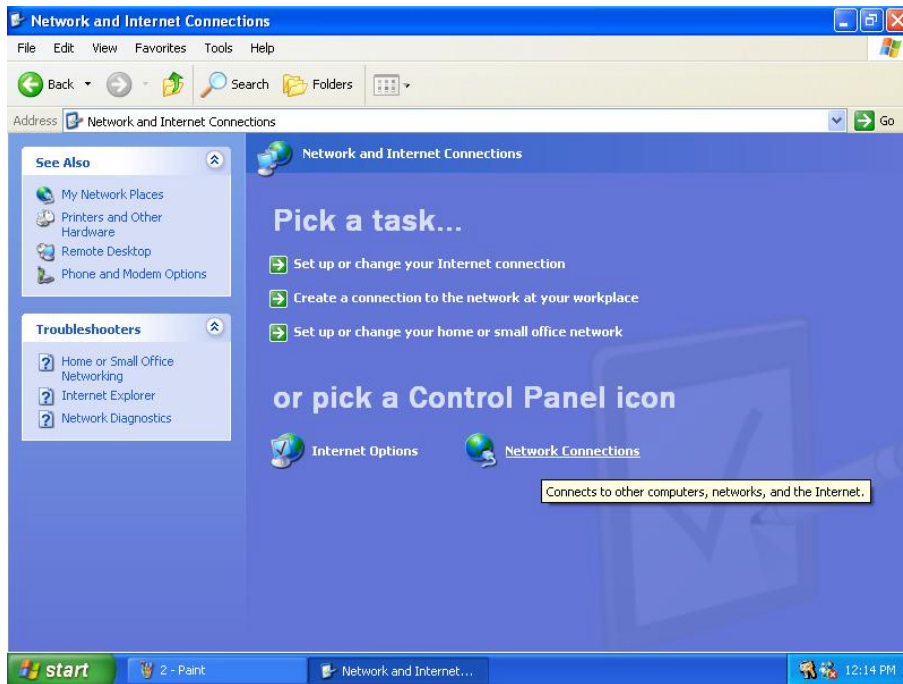 Network and Internet Connections
File Edit View Favorites Tools Help
Back Search Folders
Address Network and Internet Connections Go
See Also
My Network Places
Printers and Other
Hardware
Remote Desktop
Phone and Modem Options
Troubleshooters
Home or Small Office
Networking
Internet Explorer
Network Diagnostics
Network and Internet Connections
Pick a task...
Set up or change your Internet connection
Create a connection to the network at your workplace
Set up or change your home or small office network
or pick a Control Panel icon
Internet Options Network Connections
Connects to other computers, networks, and the Internet.
start 2 - Paint Network and Internet... 12:14 PM